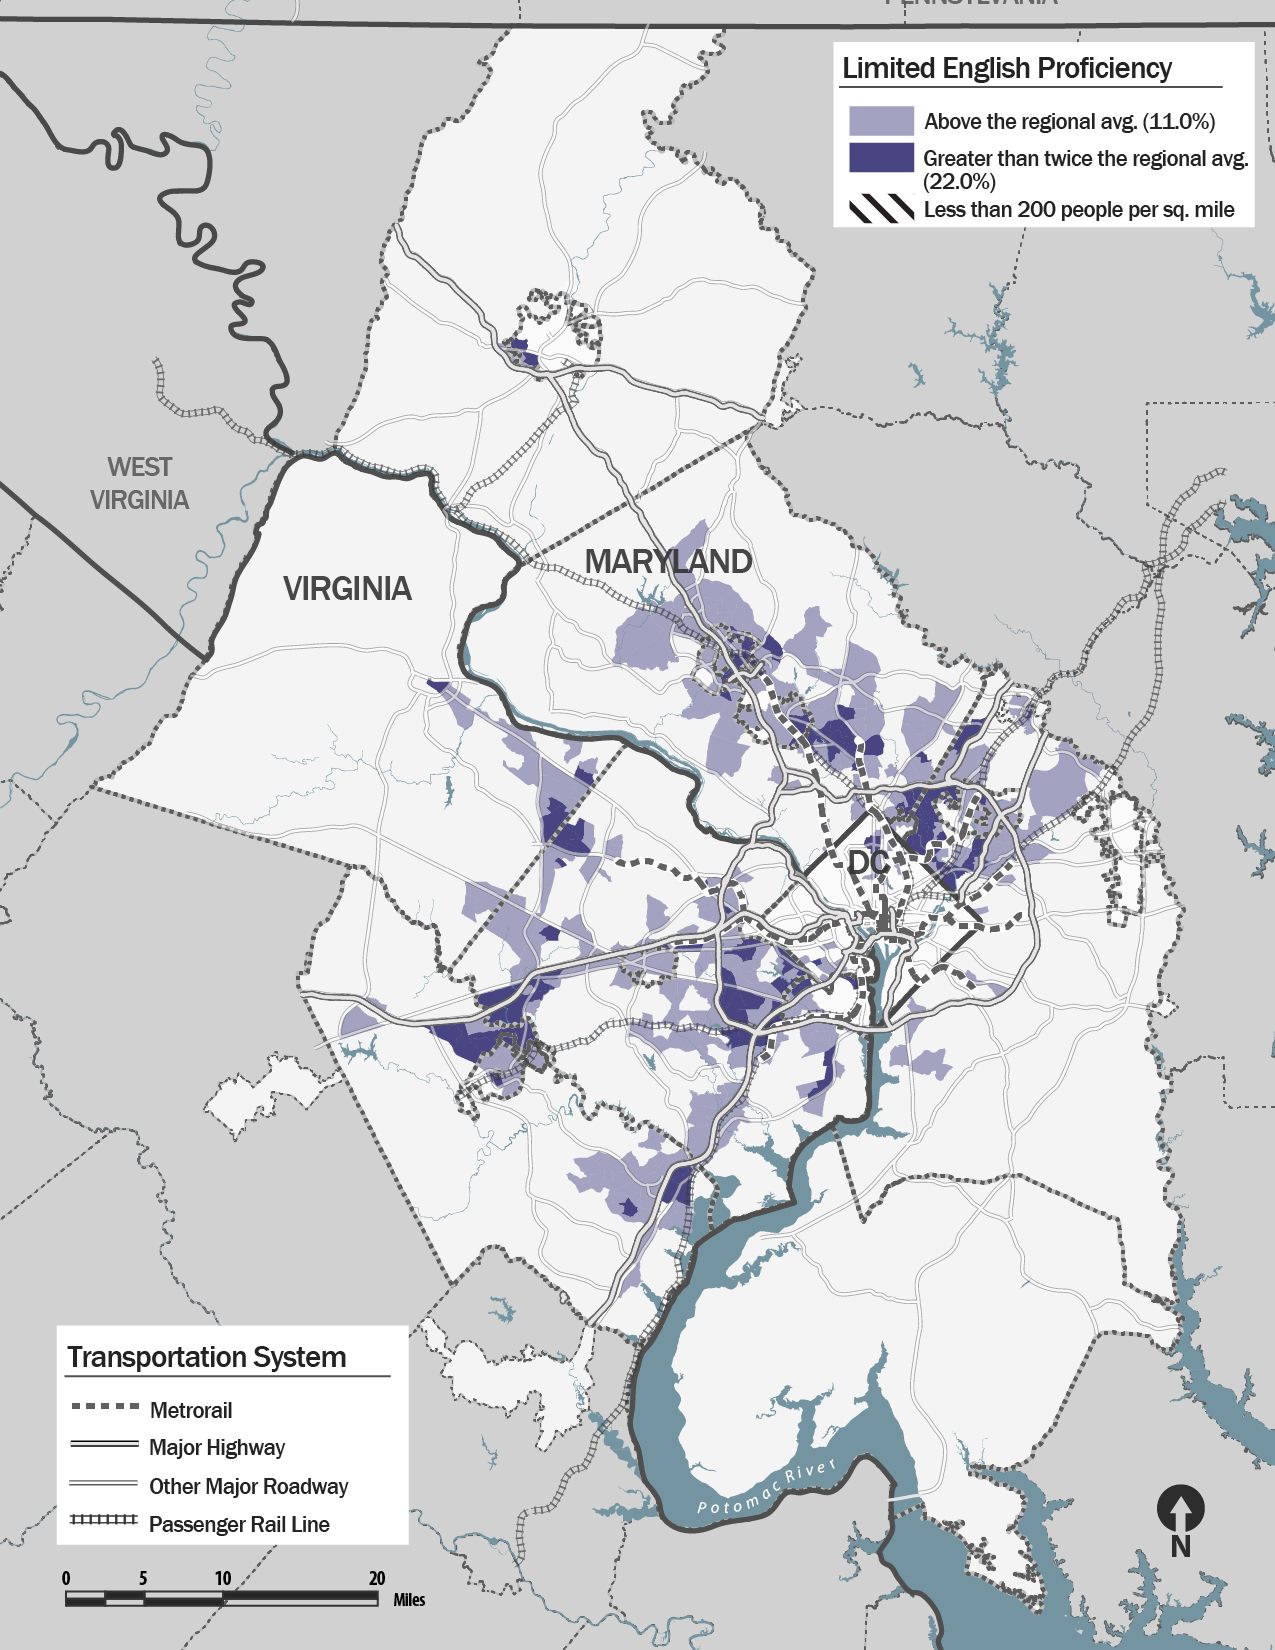 PENNSYLVANIA
Limited English Proficiency
Above the regional avg. (11.0%)
Greater than twice the regional avg.
(22.0%)
Less than 200 people per sq. mile
WEST
VIRGINIA
VIRGINIA
MARYLAND
DC
Transportation System
Metrorail
Major Highway
Other Major Roadway
Passenger Rail Line
Potomac River
N
0 5 10 20
Miles